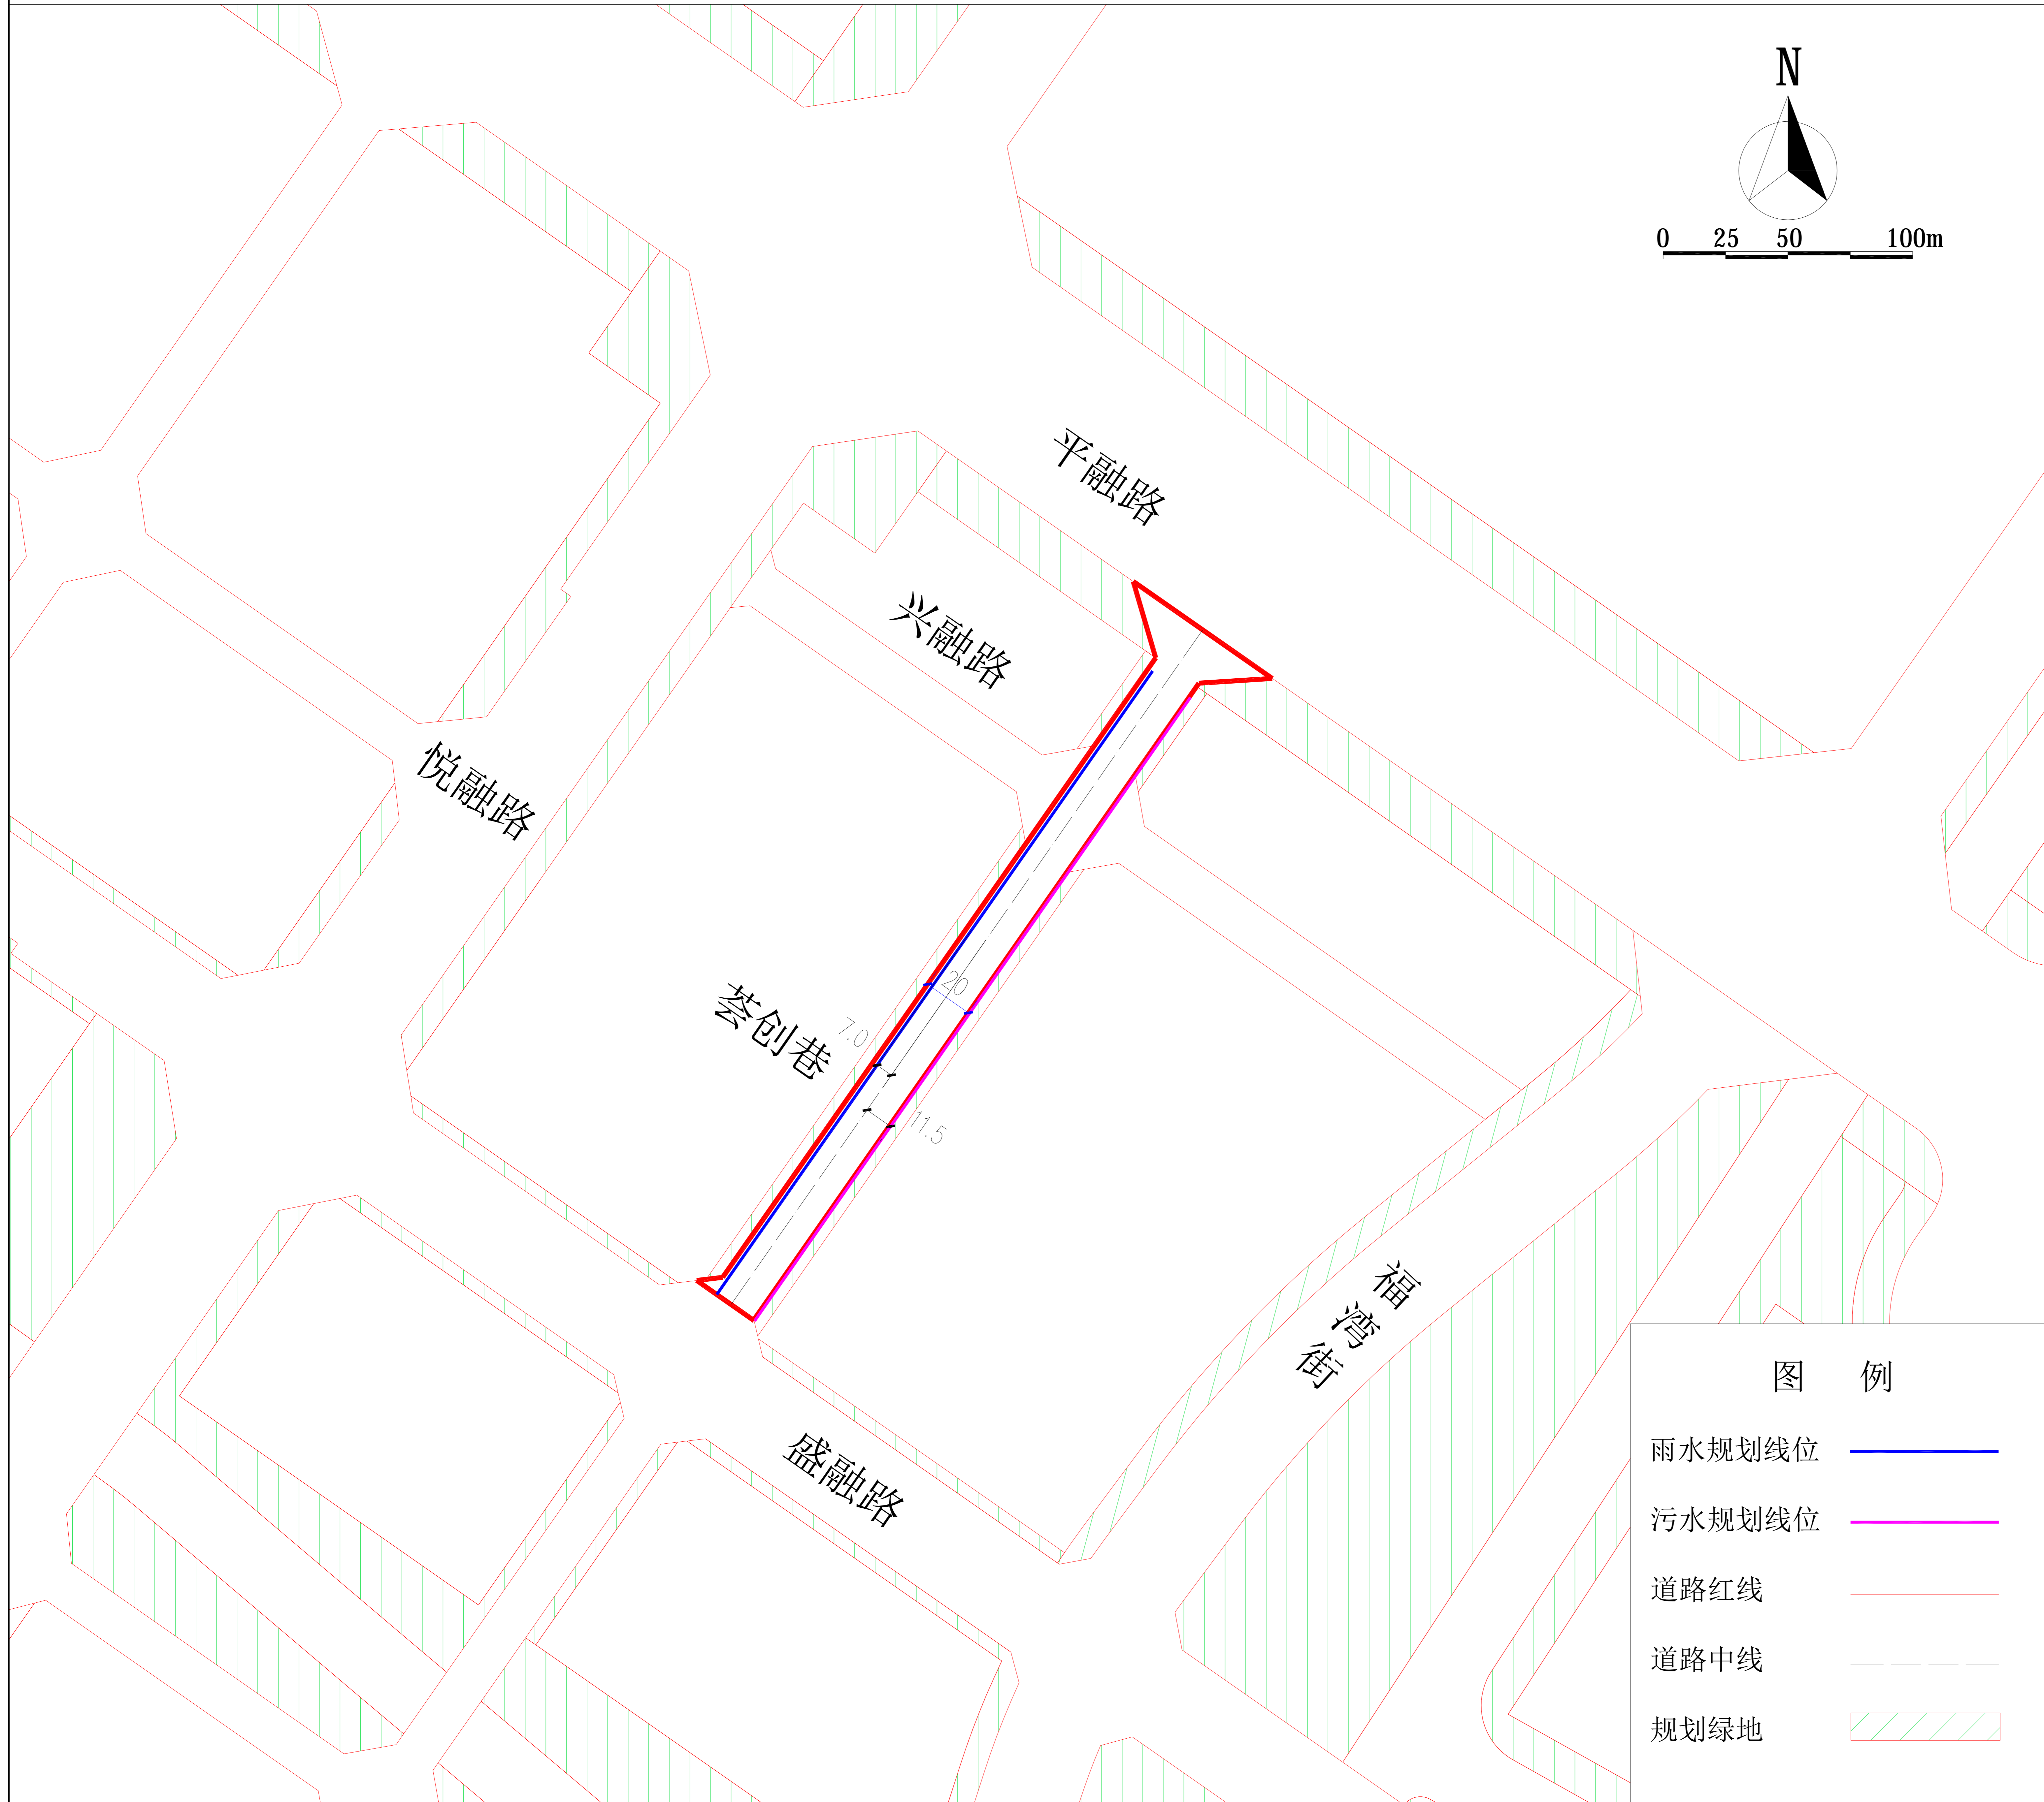 N
0 25 50 100m
平融路
兴融路
悦融路
20
荟创巷
7.0
11.5
福湾街
盛融路
图 例
雨水规划线位
污水规划线位
道路红线
道路中线
规划绿地